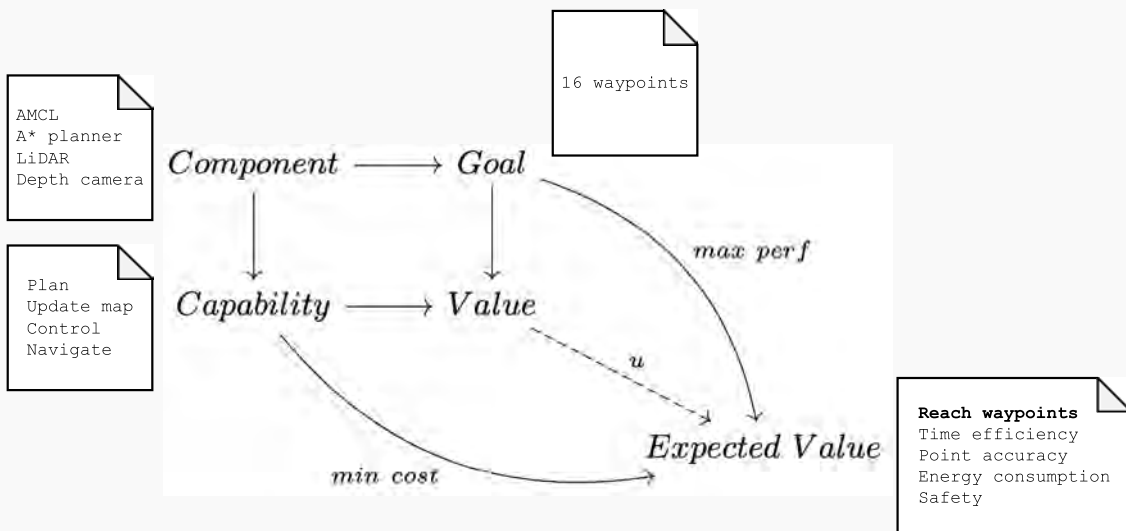 16 waypoints
AMCL
A* planner
LiDAR
Depth camera
Component
Goal
max perf
Plan
Update map
Control
Navigate
Capability
Value
u
Reach waypoints
Time efficiency
Point accuracy
Energy consumption
Safety
Expected Value
min cost